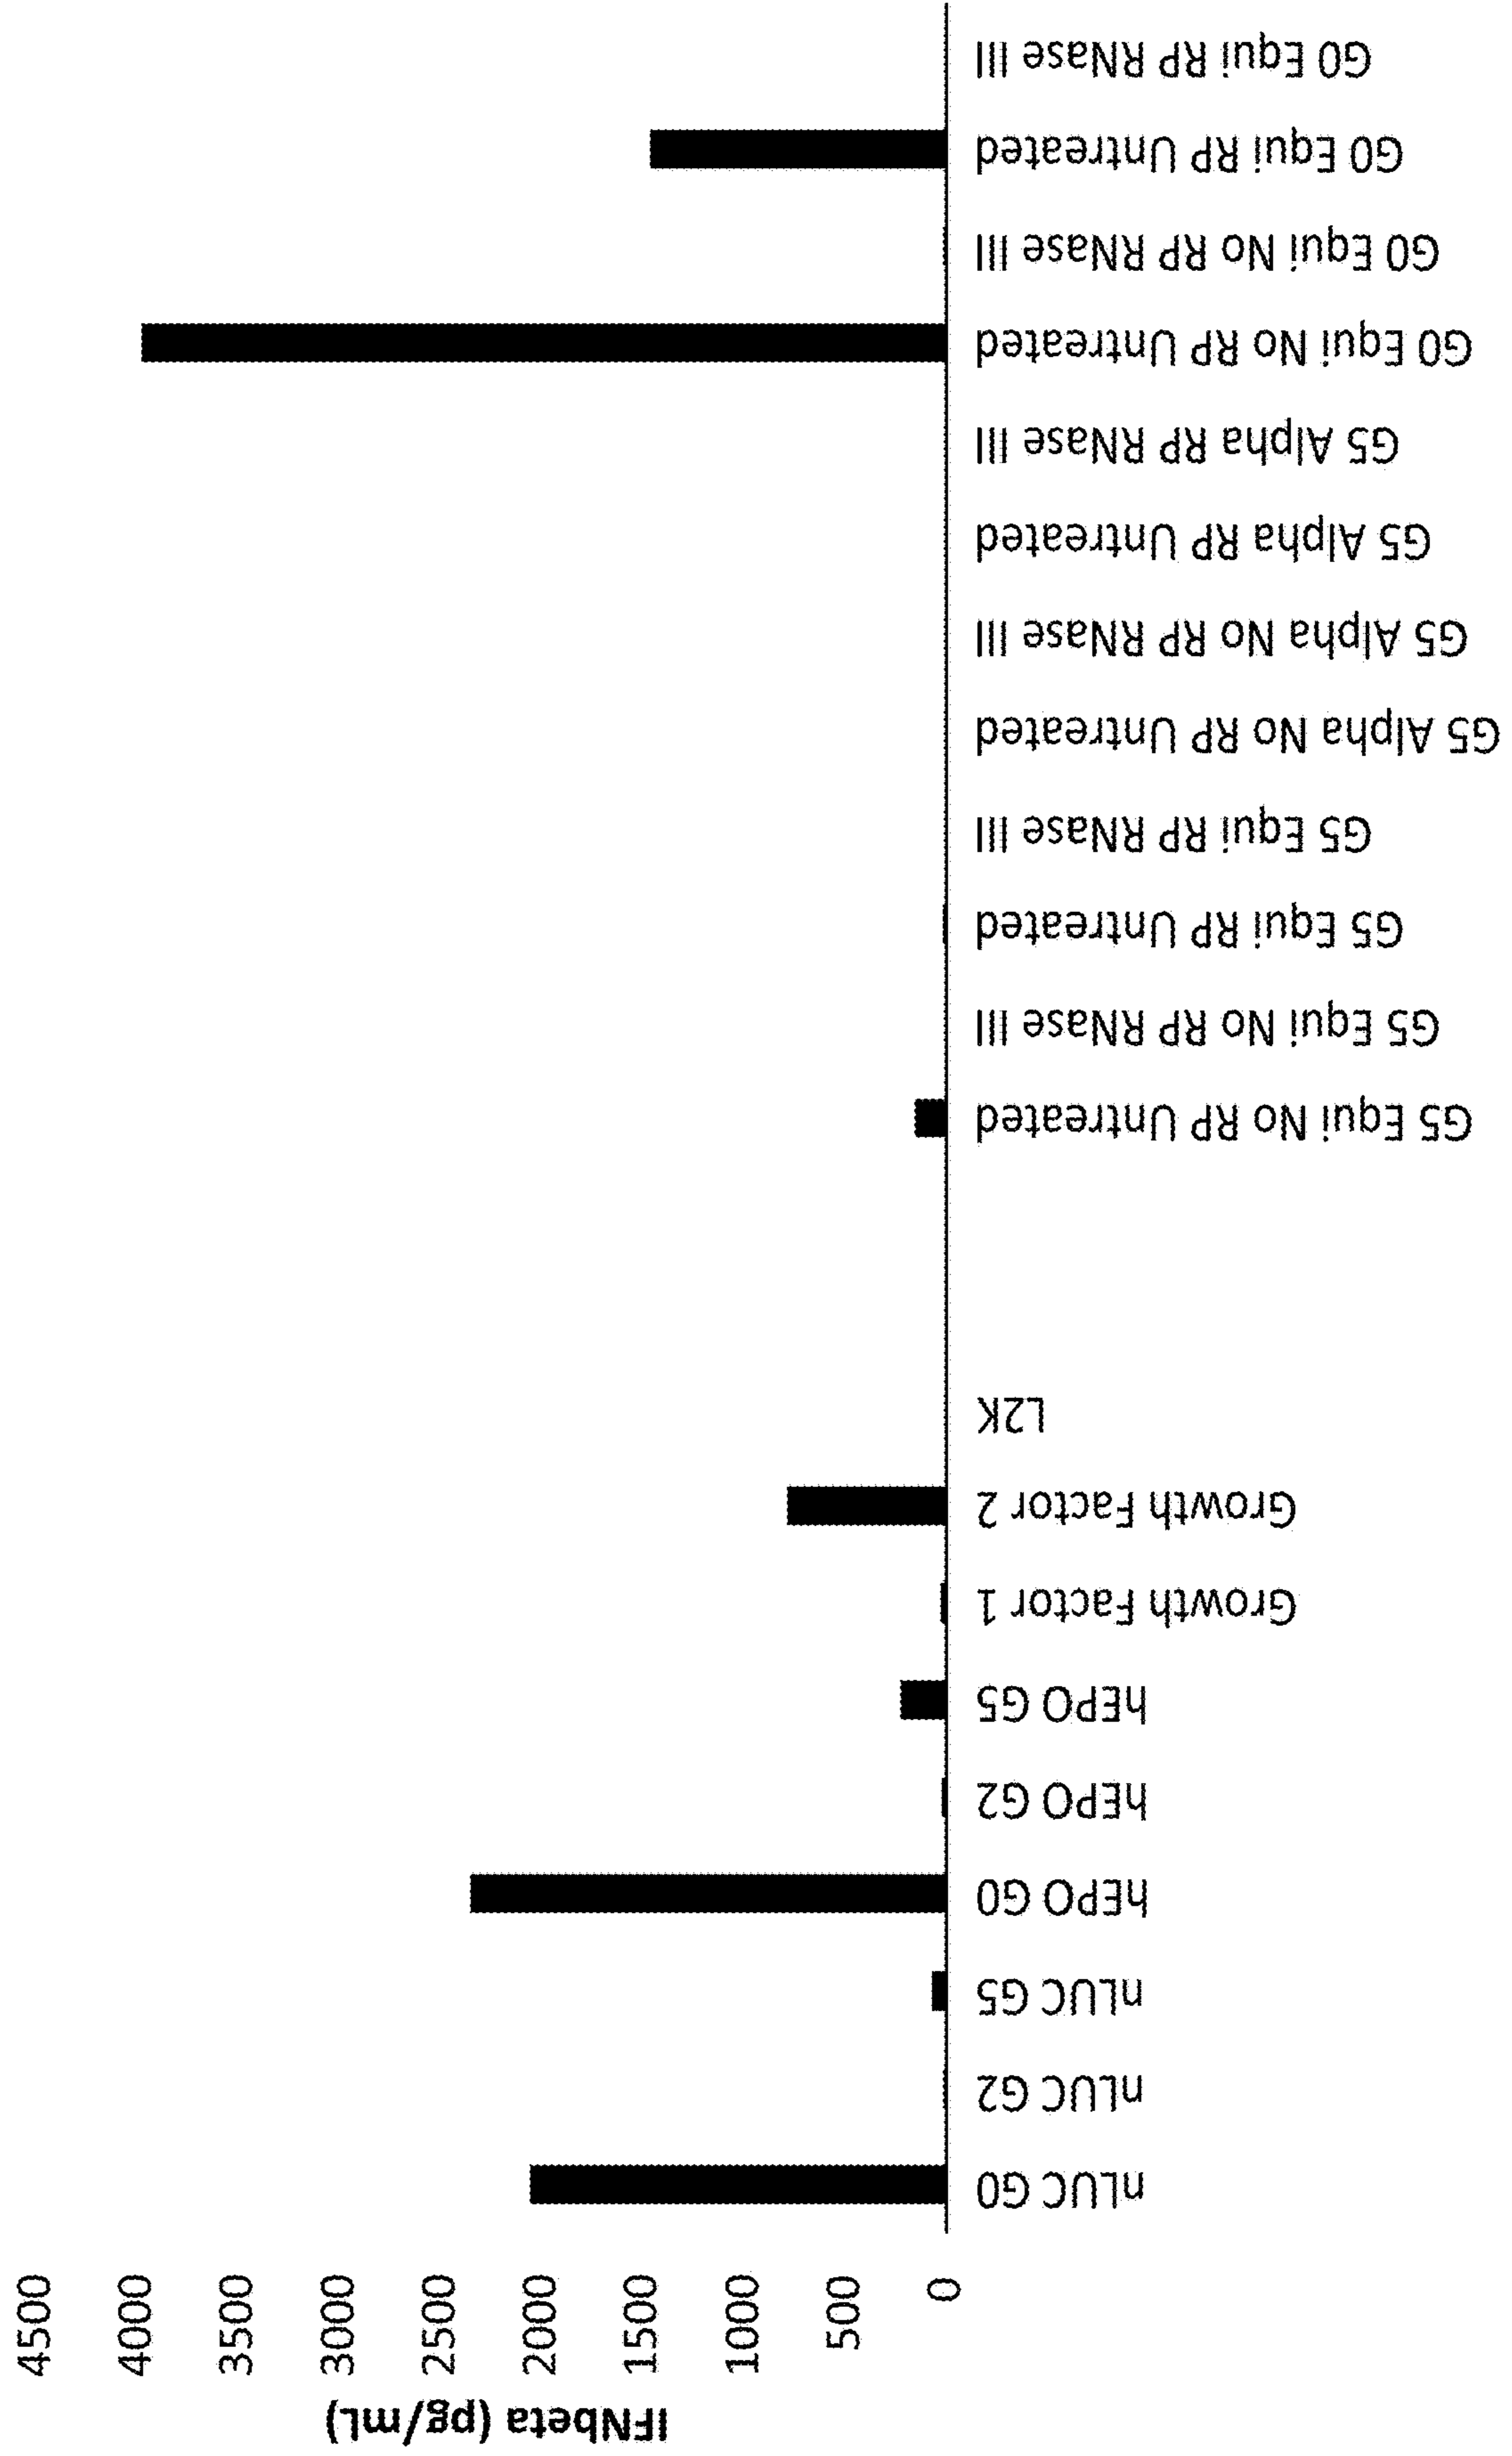 IFNbeta (pg/mL)
4500
4000
3500
3000
2500
2000
1500
1000
500
0
nLUC G0
nLUC G2
nLUC G5
hEPO G0
hEPO G2
hEPO G5
Growth Factor 1
Growth Factor 2
L2K
G5 Equi No RP Untreated
G5 Equi No RP RNase III
G5 Equi RP Untreated
G5 Equi RP RNase III
G5 Alpha No RP Untreated
G5 Alpha No RP RNase III
G5 Alpha RP Untreated
G5 Alpha RP RNase III
G0 Equi No RP Untreated
G0 Equi No RP RNase III
G0 Equi RP Untreated
G0 Equi RP RNase III